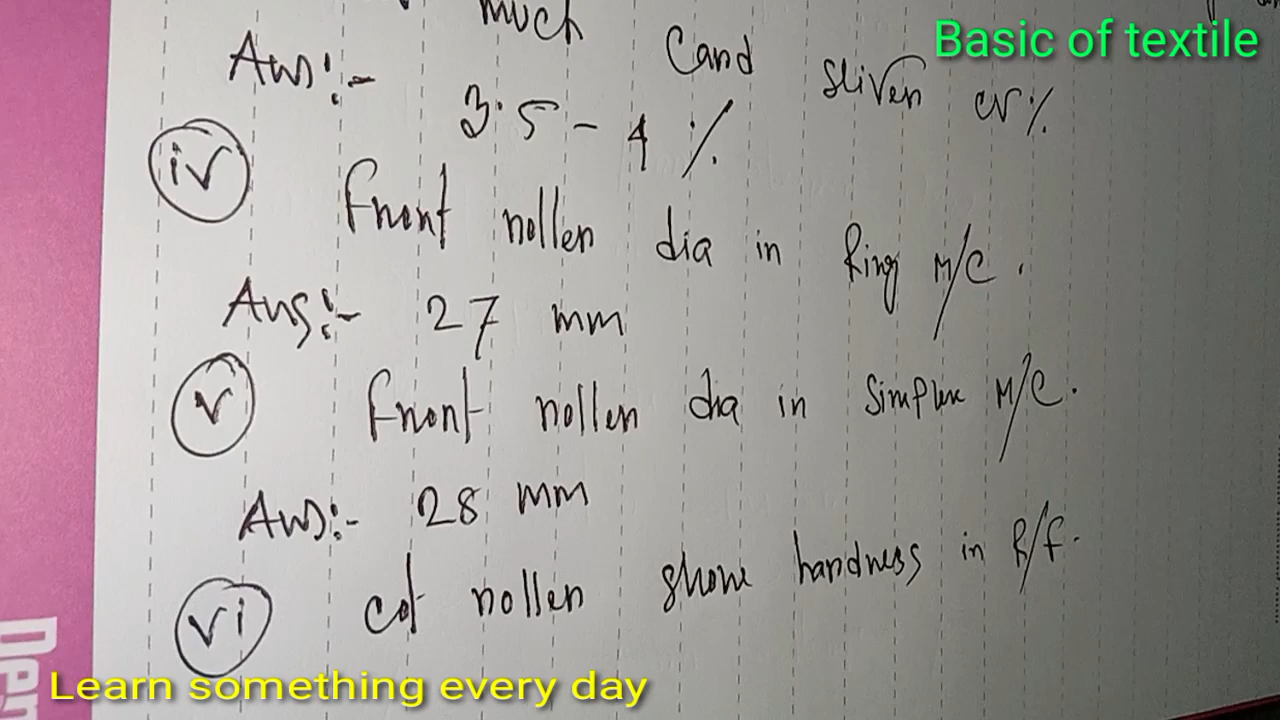 Basic of textile
much Card sliver CV%
Ans:- 3.5 - 4 %
iv Front roller dia in Ring M/C.
Ans:- 27 mm
v Front roller dia in Simplex M/C.
Ans:- 28 mm
vi cot roller shore hardness in R/F.
Learn something every day